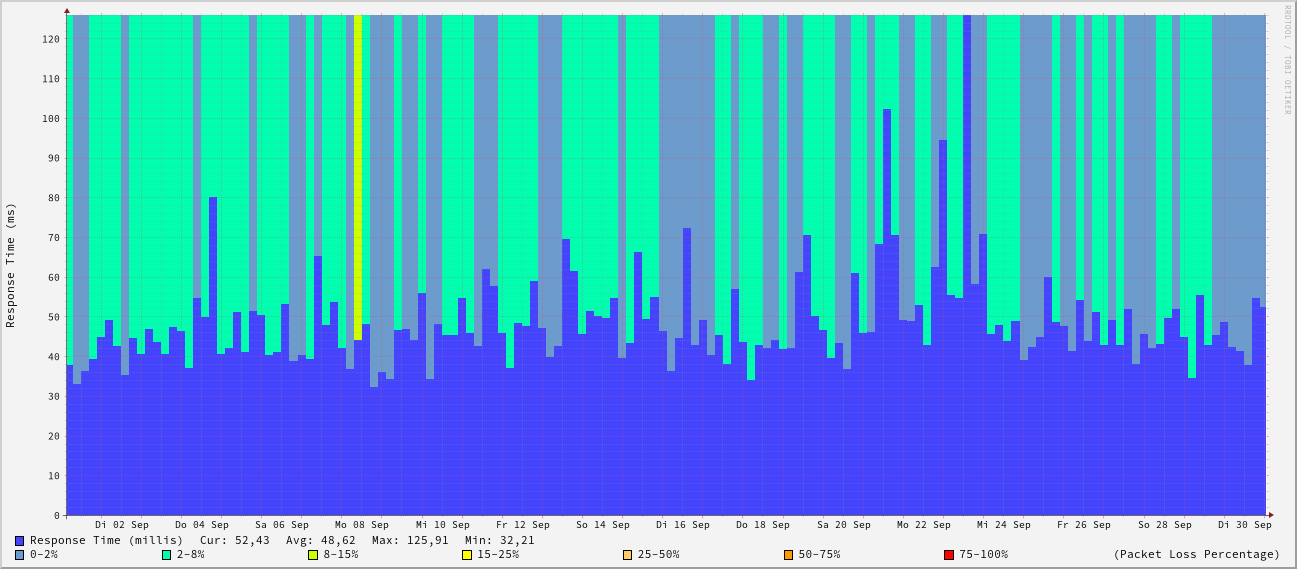 RRDTOOL / TOBI OETIKER
Response Time (ms)
120
110
100
90
80
70
60
50
40
30
20
10
0
Di 02 Sep Do 04 Sep Sa 06 Sep Mo 08 Sep Mi 10 Sep Fr 12 Sep So 14 Sep Di 16 Sep Do 18 Sep Sa 20 Sep Mo 22 Sep Mi 24 Sep Fr 26 Sep So 28 Sep Di 30 Sep
Response Time (millis) Cur: 52,43 Avg: 48,62 Max: 125,91 Min: 32,21
0-2% 2-8% 8-15% 15-25% 25-50% 50-75% 75-100% (Packet Loss Percentage)